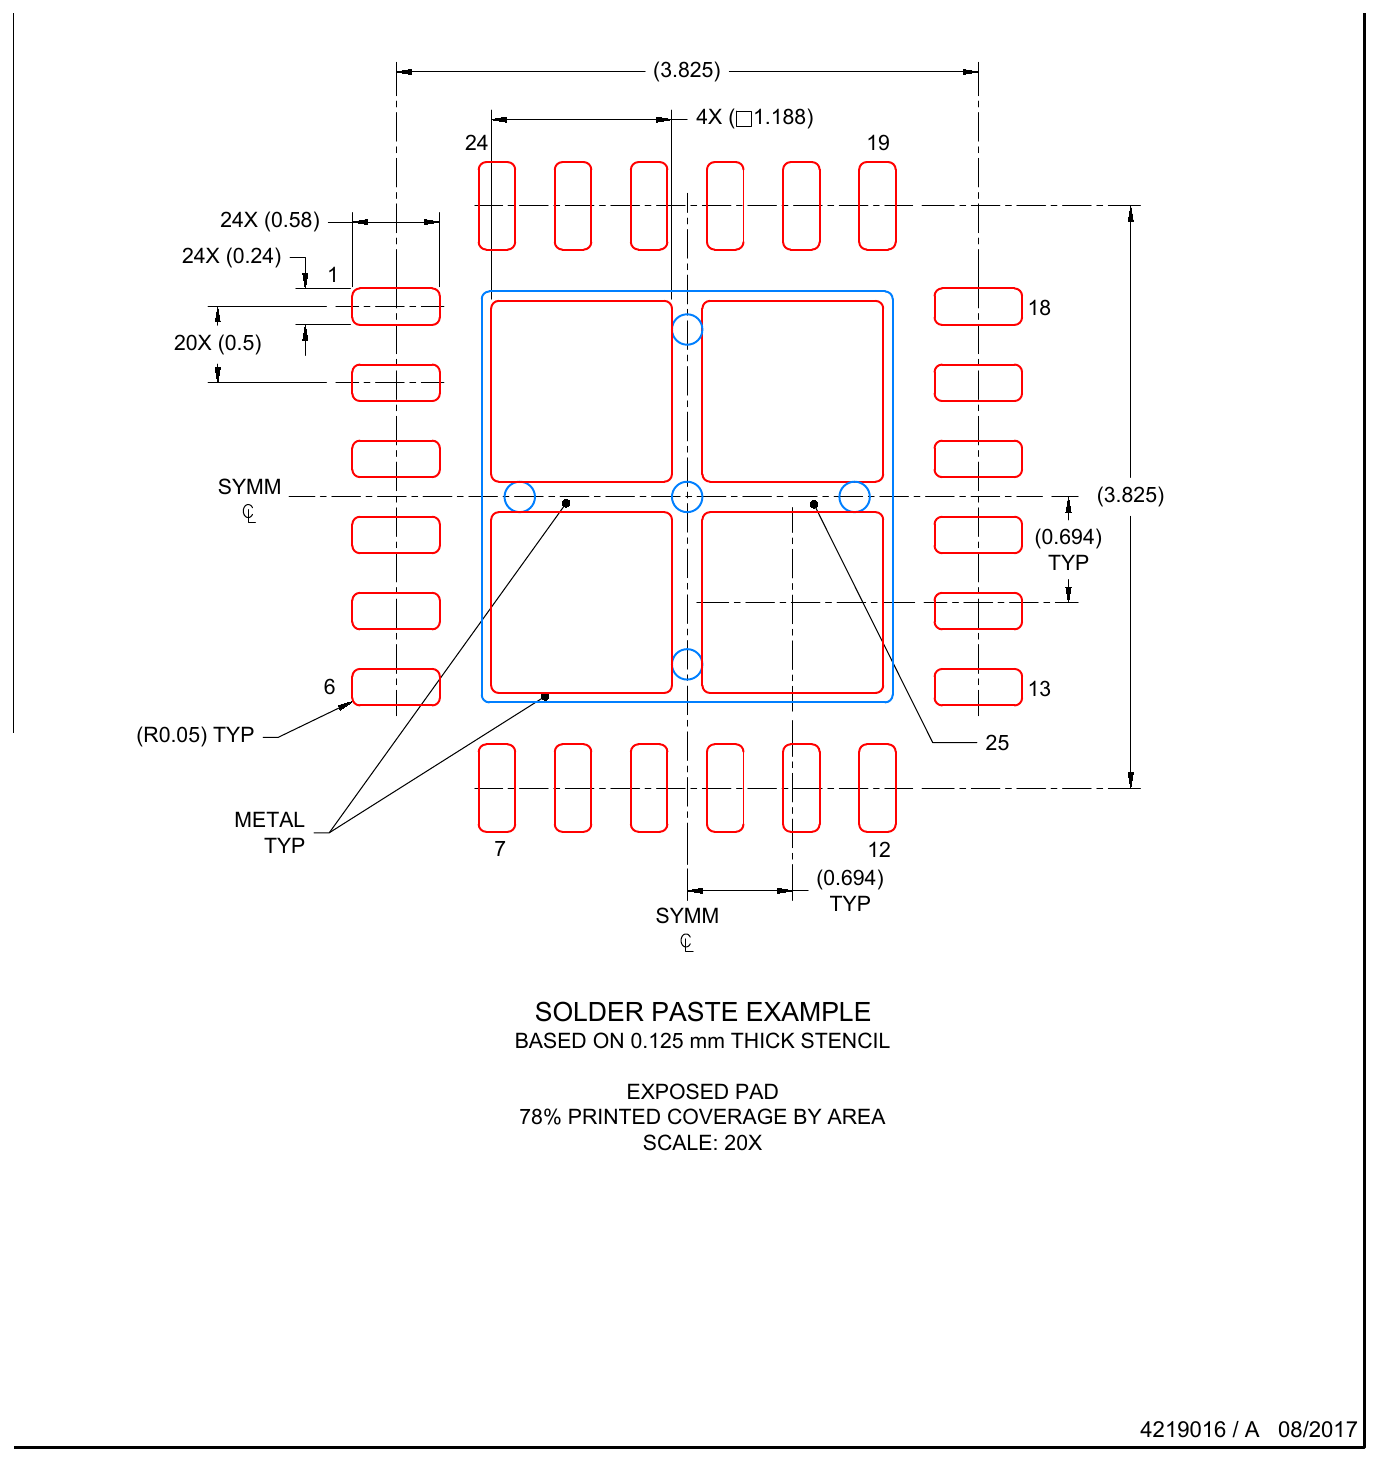 (3.825)
4X (□1.188)
24
19
24X (0.58)
24X (0.24)
1
18
20X (0.5)
SYMM
℄
(3.825)
(0.694)
TYP
6
13
(R0.05) TYP
25
METAL
TYP
7
12
(0.694)
TYP
SYMM
℄
SOLDER PASTE EXAMPLE
BASED ON 0.125 mm THICK STENCIL
EXPOSED PAD
78% PRINTED COVERAGE BY AREA
SCALE: 20X
4219016 / A 08/2017